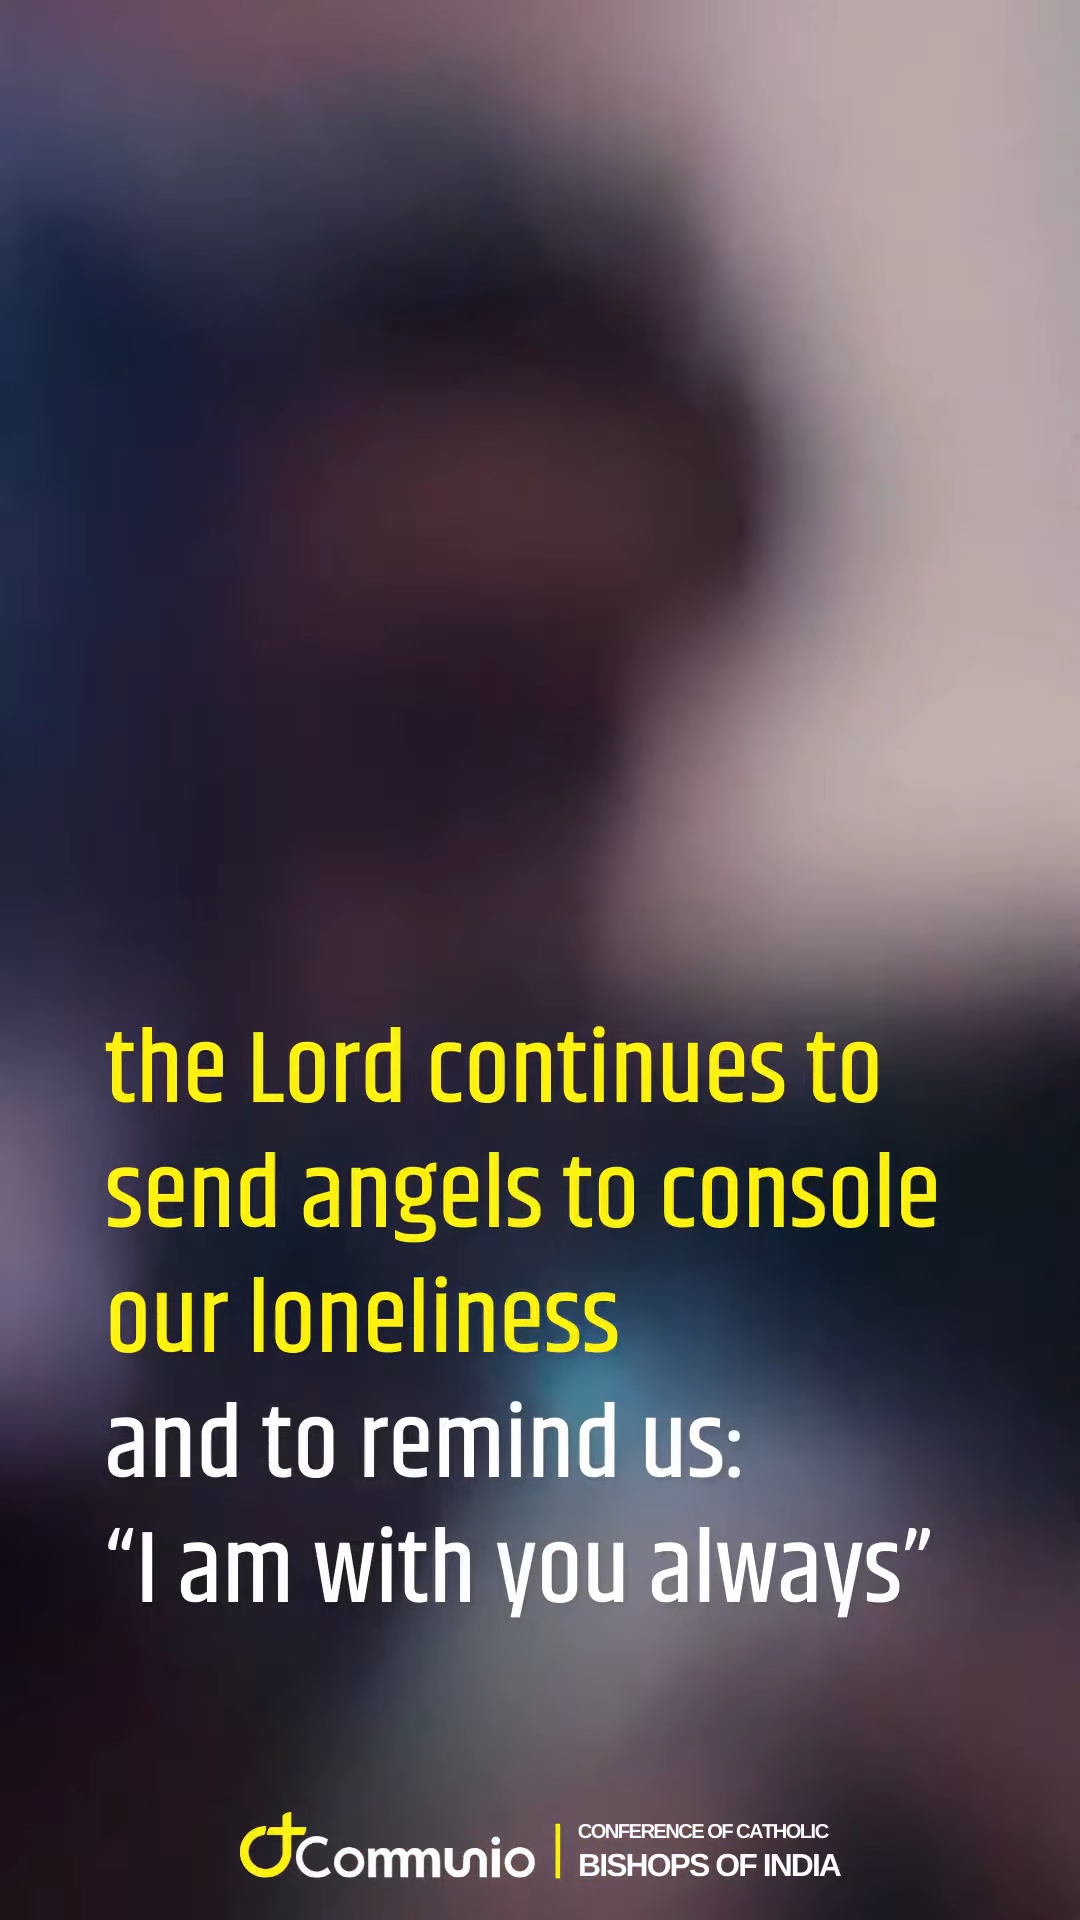 the Lord continues to
send angels to console
our loneliness
and to remind us:
“I am with you always”
Communio
CONFERENCE OF CATHOLIC
BISHOPS OF INDIA